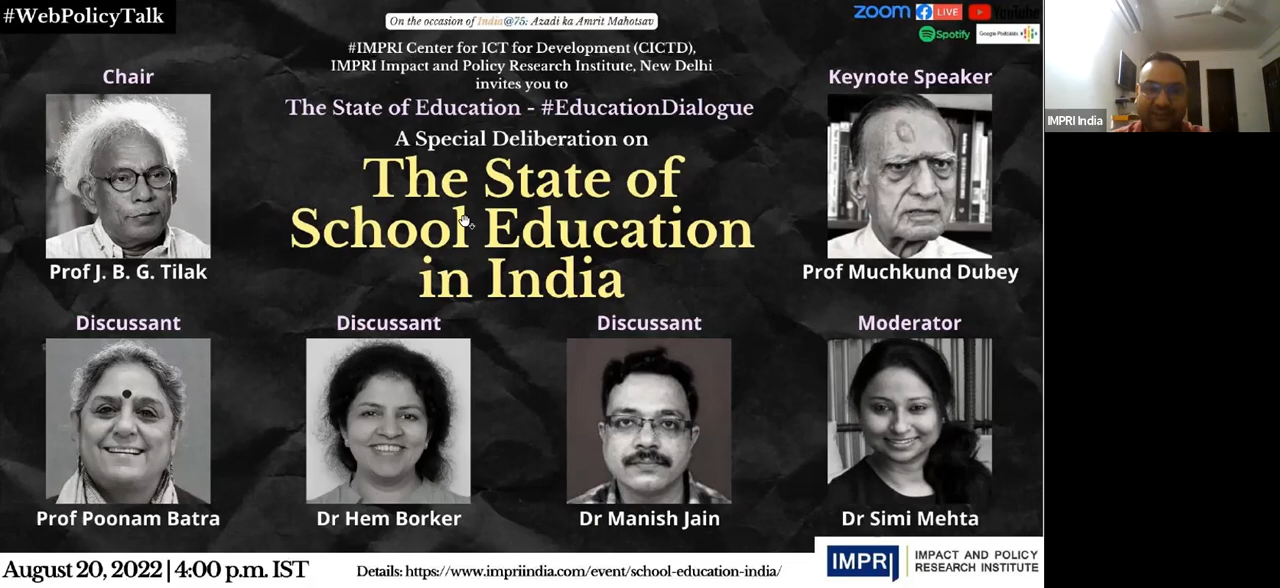 #WebPolicyTalk
On the occasion of India@75: Azadi ka Amrit Mahotsav
zoom LIVE YouTube
Spotify Google Podcasts
#IMPRI Center for ICT for Development (CICTD),
IMPRI Impact and Policy Research Institute, New Delhi
invites you to
The State of Education - #EducationDialogue
A Special Deliberation on
The State of
School Education
in India
Chair
Prof J. B. G. Tilak
Keynote Speaker
Prof Muchkund Dubey
IMPRI India
Discussant
Prof Poonam Batra
Discussant
Dr Hem Borker
Discussant
Dr Manish Jain
Moderator
Dr Simi Mehta
August 20, 2022 | 4:00 p.m. IST
Details: https://www.impriindia.com/event/school-education-india/
IMPRI
IMPACT AND POLICY
RESEARCH INSTITUTE